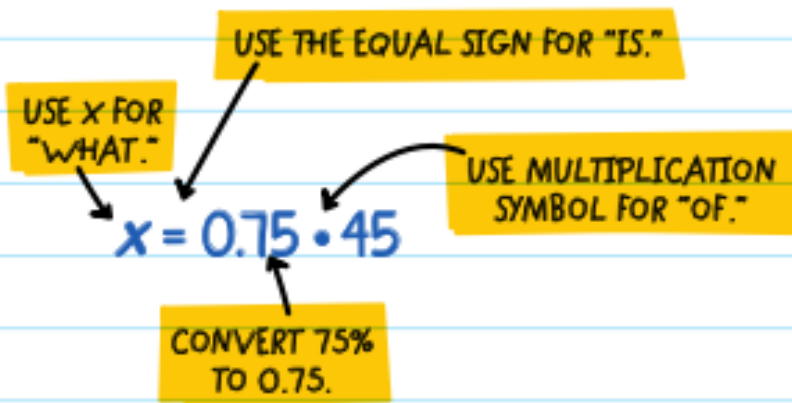 USE THE EQUAL SIGN FOR "IS."
USE X FOR
"WHAT."
USE MULTIPLICATION
SYMBOL FOR "OF."
x = 0.75 • 45
CONVERT 75%
TO 0.75.